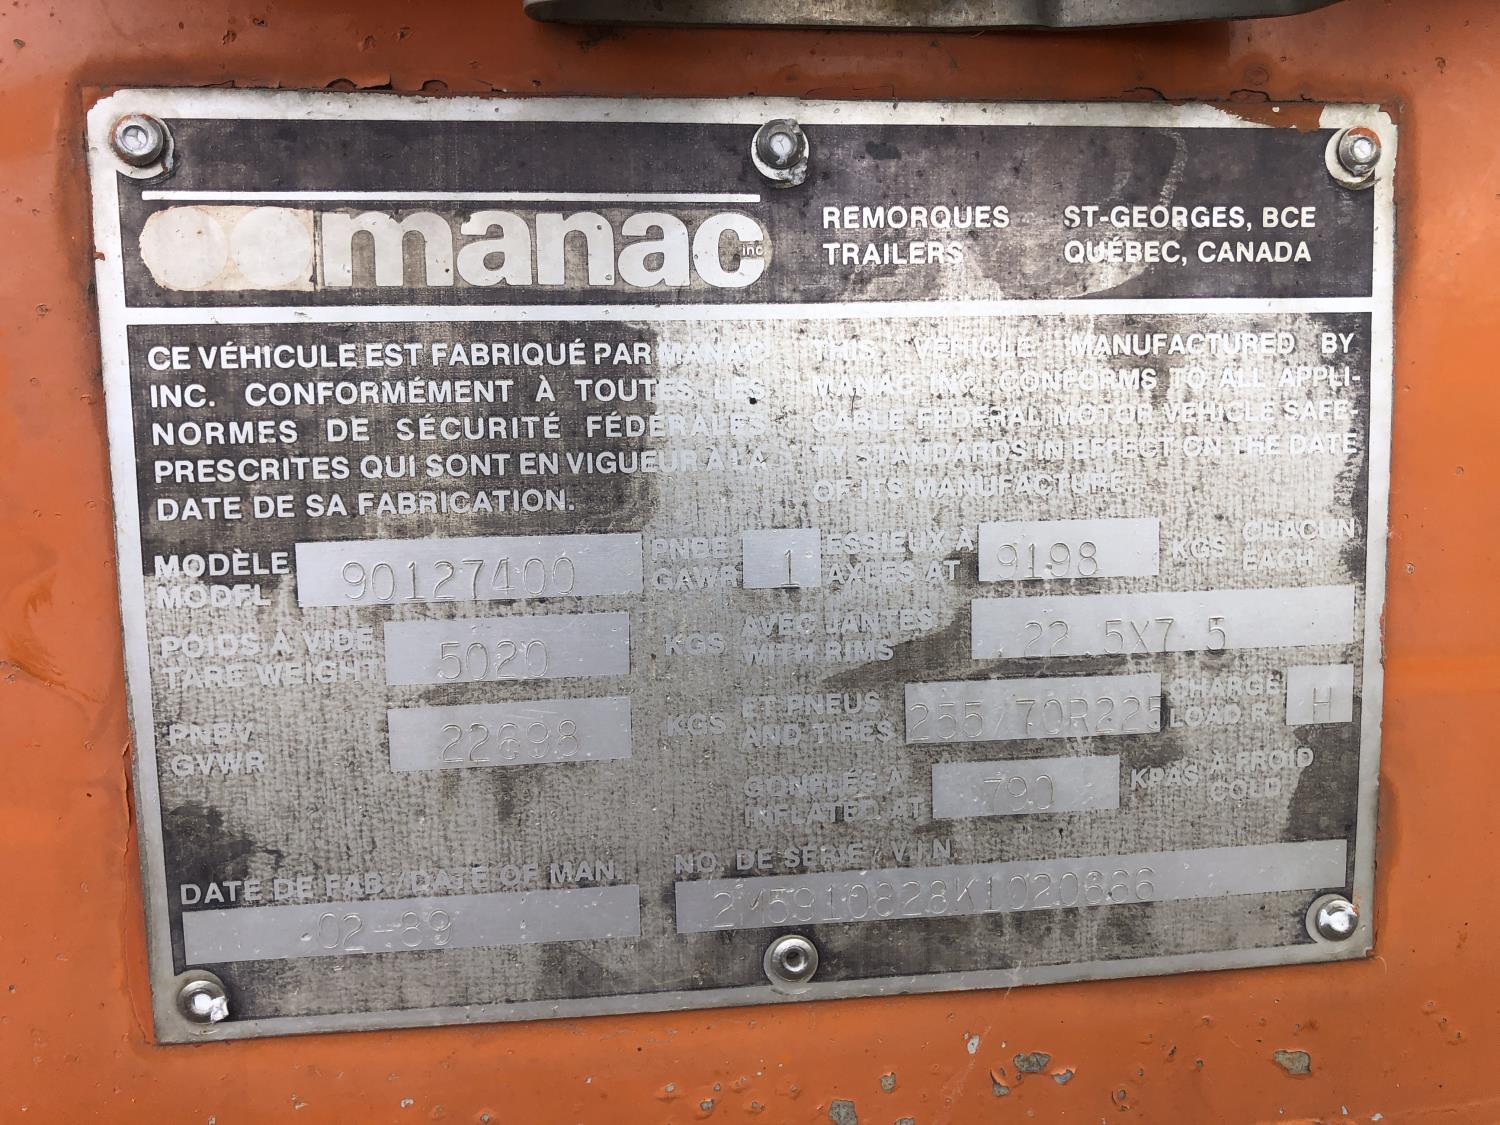 manac inc
REMORQUES
TRAILERS
ST-GEORGES, BCE
QUÉBEC, CANADA
CE VÉHICULE EST FABRIQUÉ PAR MANAC
INC. CONFORMÉMENT À TOUTES LES
NORMES DE SÉCURITÉ FÉDÉRALES
PRESCRITES QUI SONT EN VIGUEUR À LA
DATE DE SA FABRICATION.
THIS VEHICLE MANUFACTURED BY
MANAC INC. CONFORMS TO ALL APPLI-
CABLE FEDERAL MOTOR VEHICLE SAFE-
TY STANDARDS IN EFFECT ON THE DATE
OF ITS MANUFACTURE.
MODÈLE
MODEL 90127400
PNBE
GAWR 1
ESSIEUX À
AXLES AT 9198 KGS
CHACUN
EACH
POIDS À VIDE
TARE WEIGHT 5020 KGS
AVEC JANTES
WITH RIMS 22.5X7.5
PNBV
GVWR 22698 KGS
ET PNEUS
AND TIRES 255/70R225
CHARGE
LOAD R. H
GONFLÉS À
INFLATED AT 790 KPAS
À FROID
COLD
DATE DE FAB./DATE OF MAN.
02-89
NO. DE SÉRIE / V.I.N.
2M5910828K1020666